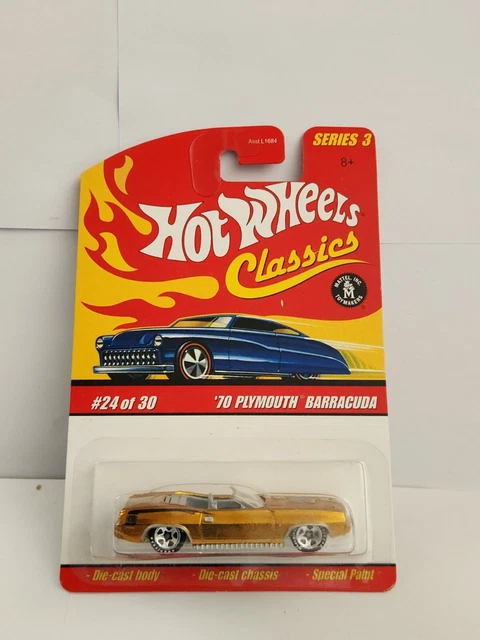 Asst.L1684
SERIES 3
8+
Hot Wheels
Classics
MATTEL, INC.
M
TOYMAKERS
#24 of 30
'70 PLYMOUTH™ BARRACUDA
· Die-cast body · Die-cast chassis · Special Paint